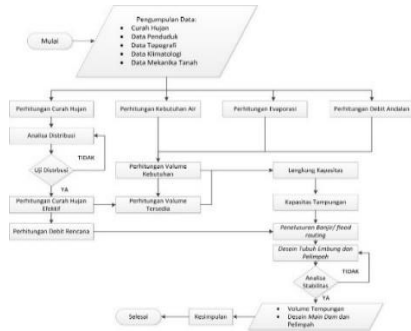 Mulai
Pengumpulan Data:
• Curah Hujan
• Data Penduduk
• Data Topografi
• Data Klimatologi
• Data Mekanika Tanah
Perhitungan Curah Hujan
Perhitungan Kebutuhan Air
Perhitungan Evaporasi
Perhitungan Debit Andalan
Analisa Distribusi
TIDAK
Uji Distribusi
YA
Perhitungan Volume
Kebutuhan
Lengkung Kapasitas
Perhitungan Curah Hujan
Efektif
Perhitungan Volume
Tersedia
Kapasitas Tampungan
Perhitungan Debit Rencana
Penelusuran Banjir/ flood
routing
Desain Tubuh Embung dan
Pelimpah
TIDAK
Analisa
Stabilitas
YA
Selesai
Kesimpulan
• Volume Tampungan
• Desain Main Dam dan
Pelimpah